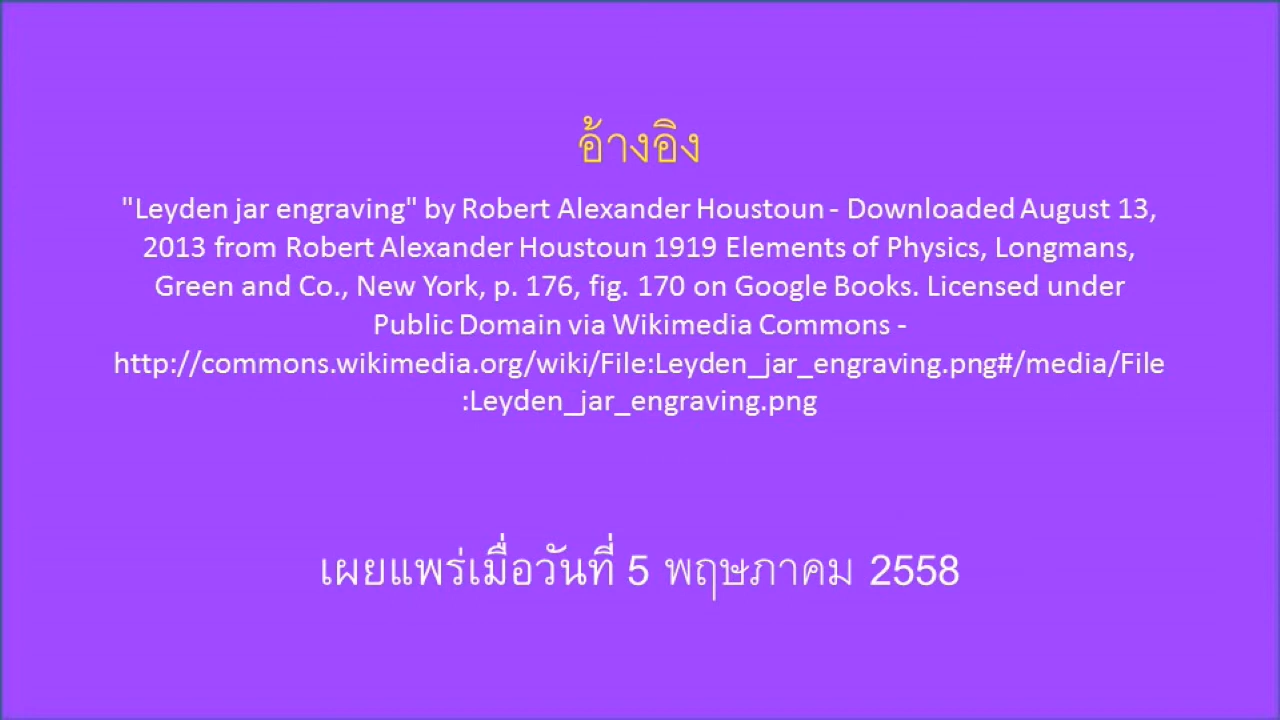 อ้างอิง
"Leyden jar engraving" by Robert Alexander Houstoun - Downloaded August 13,
2013 from Robert Alexander Houstoun 1919 Elements of Physics, Longmans,
Green and Co., New York, p. 176, fig. 170 on Google Books. Licensed under
Public Domain via Wikimedia Commons -
http://commons.wikimedia.org/wiki/File:Leyden_jar_engraving.png#/media/File
:Leyden_jar_engraving.png
เผยแพร่เมื่อวันที่ 5 พฤษภาคม 2558